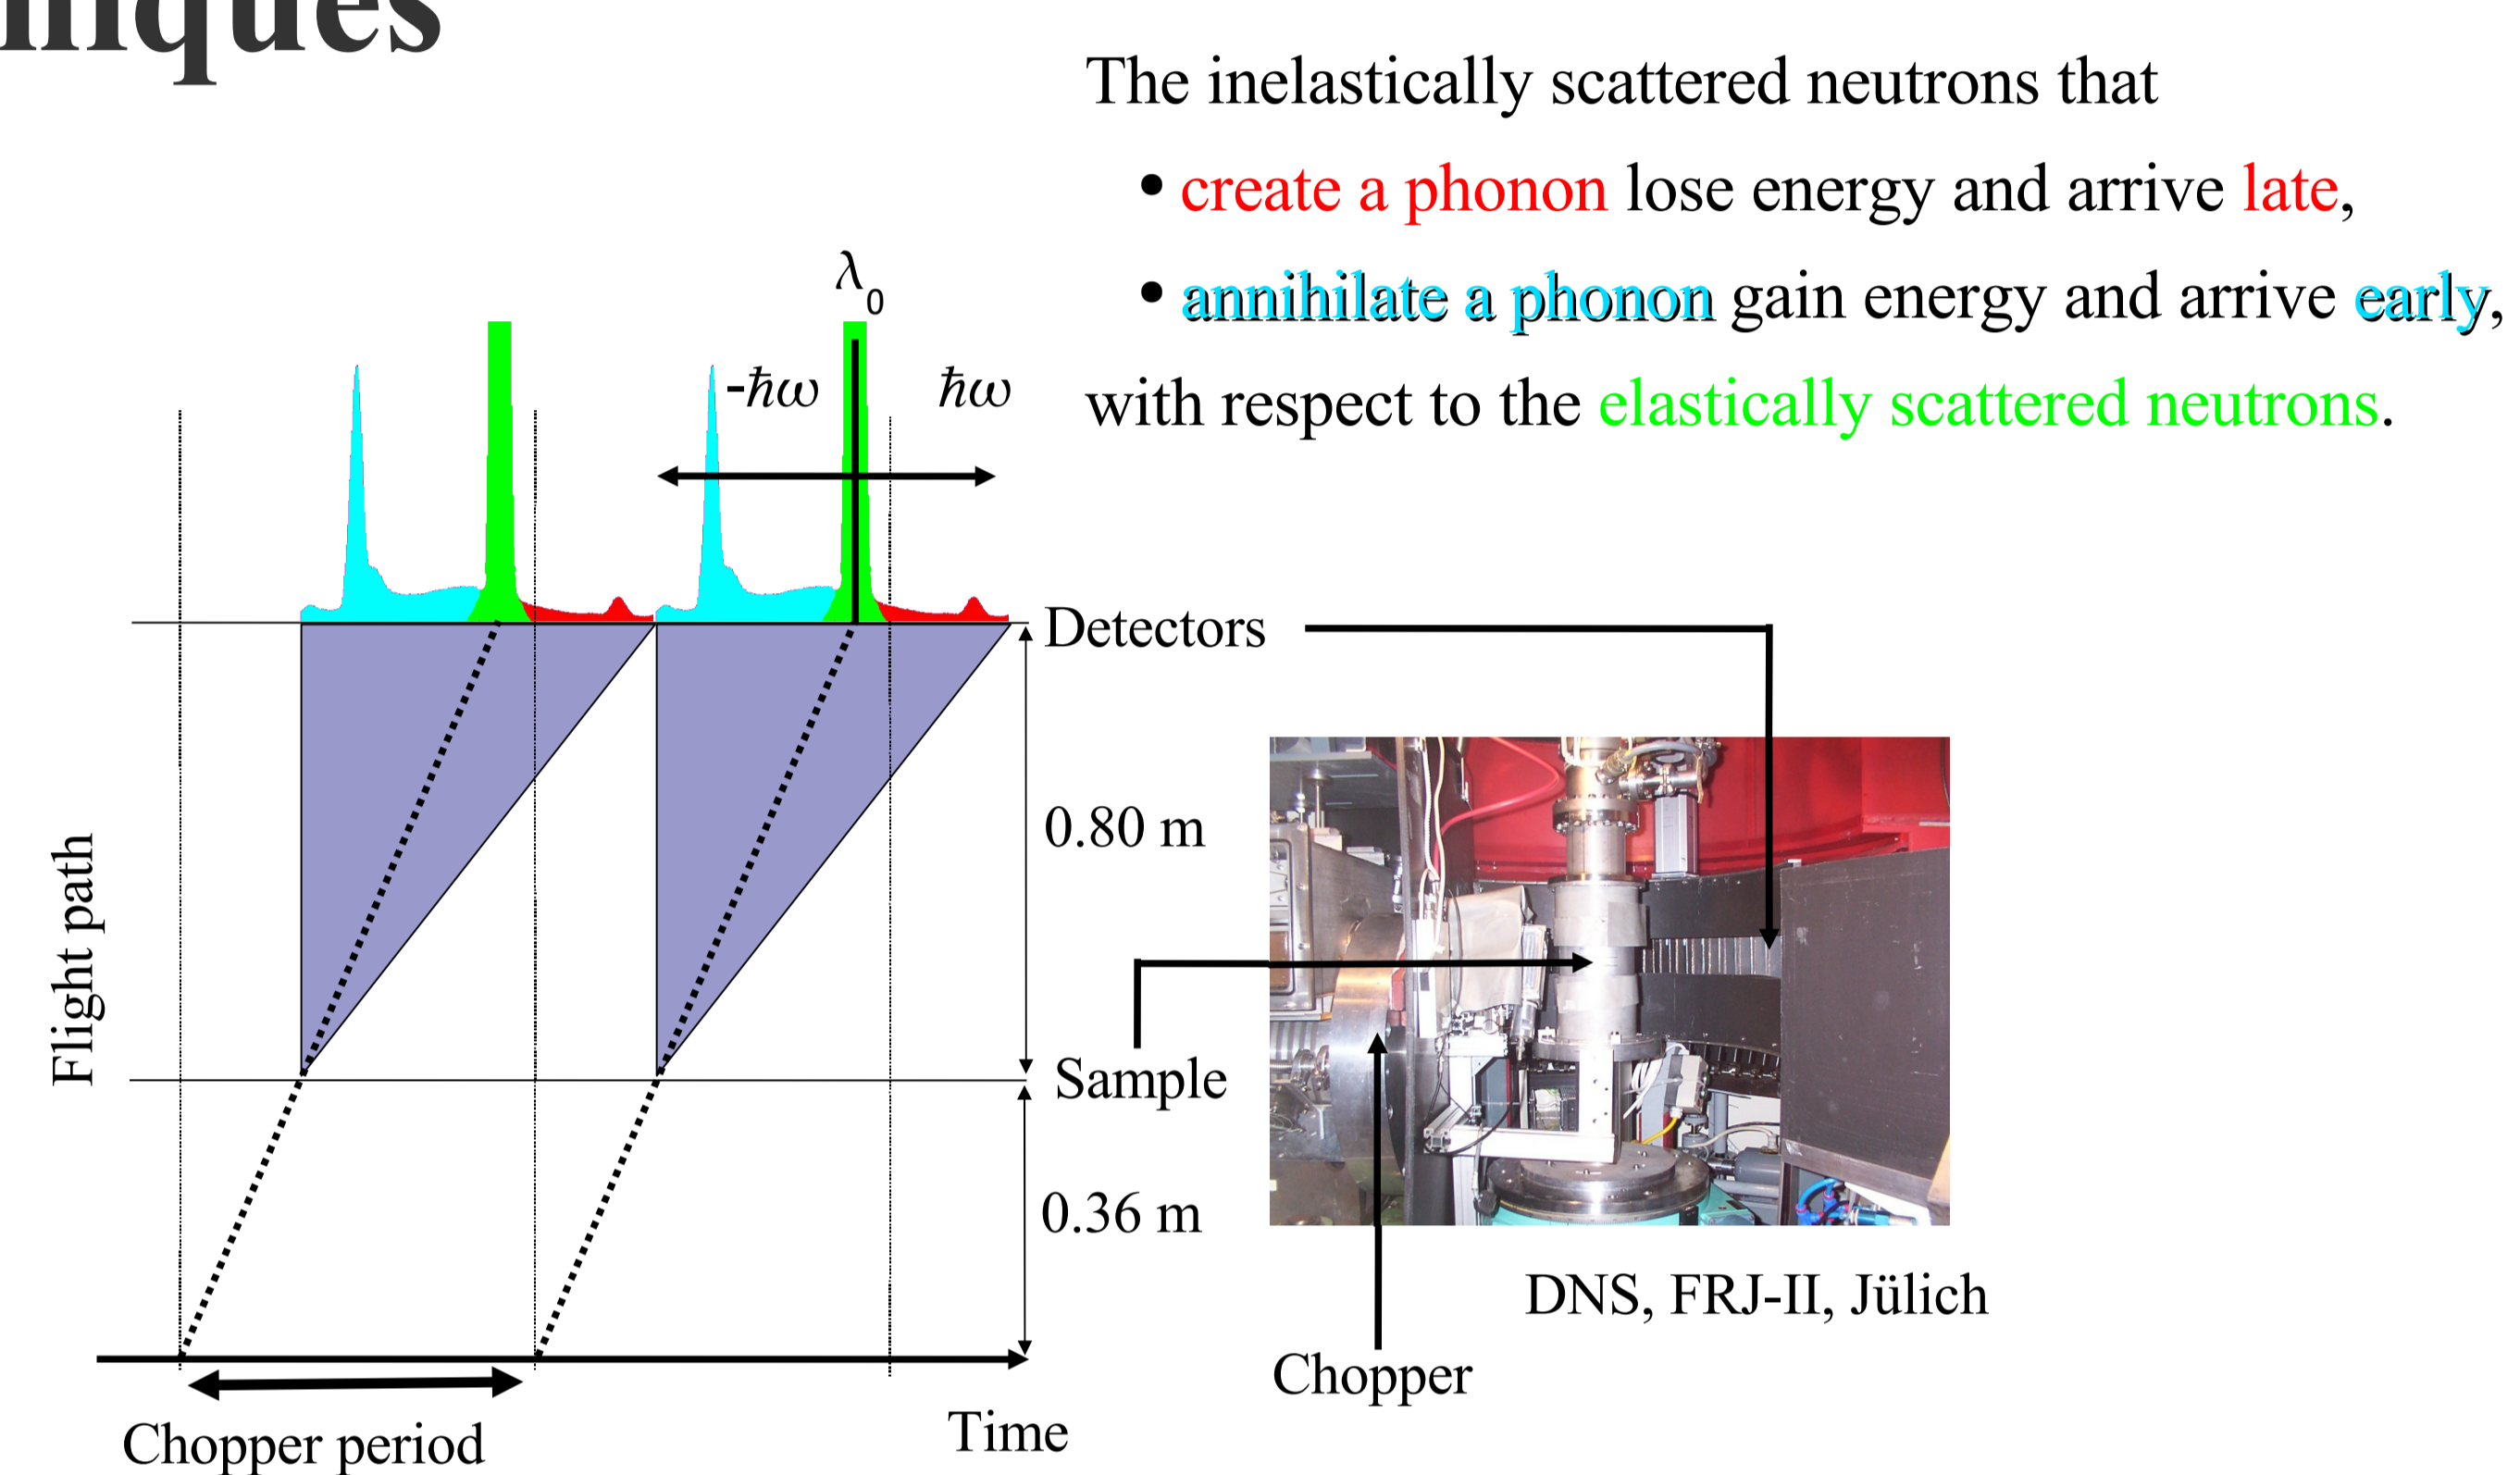 The inelastically scattered neutrons that
• create a phonon lose energy and arrive late,
• annihilate a phonon gain energy and arrive early,
with respect to the elastically scattered neutrons.
λ0
-ħω
ħω
Detectors
0.80 m
Flight path
Sample
0.36 m
DNS, FRJ-II, Jülich
Chopper
Time
Chopper period